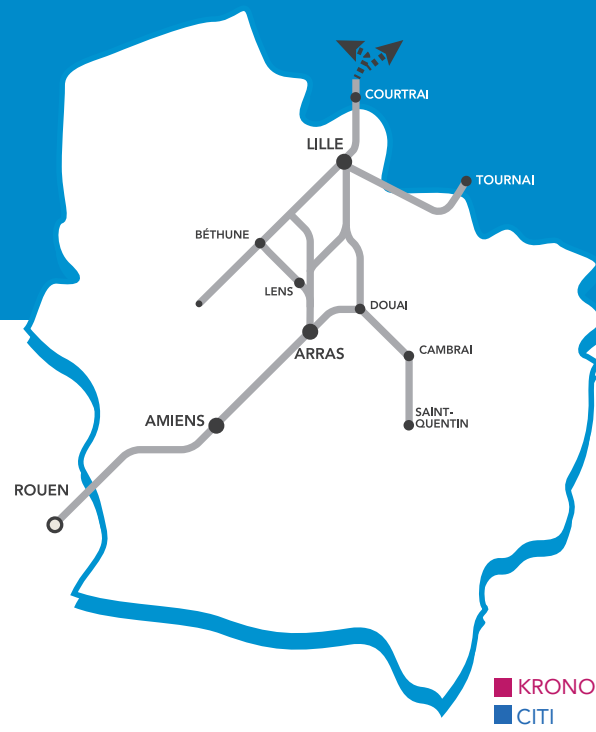 COURTRAI
LILLE
TOURNAI
BÉTHUNE
LENS
DOUAI
ARRAS
CAMBRAI
AMIENS
SAINT-
QUENTIN
ROUEN
KRONO
CITI